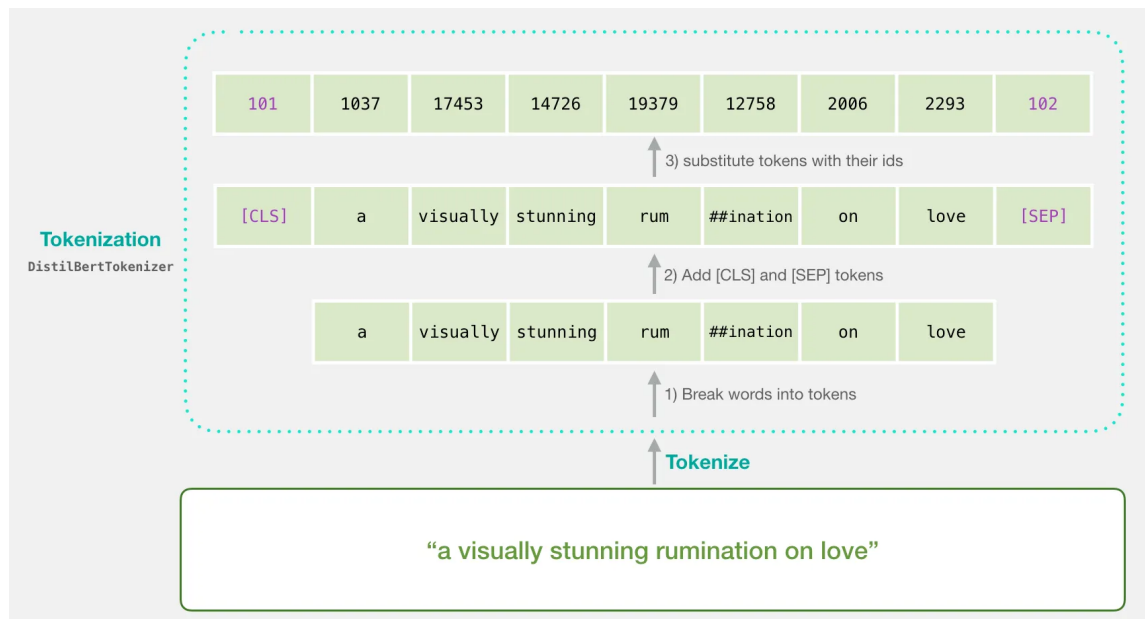 101 1037 17453 14726 19379 12758 2006 2293 102
3) substitute tokens with their ids
[CLS] a visually stunning rum ##ination on love [SEP]
Tokenization
DistilBertTokenizer
2) Add [CLS] and [SEP] tokens
a visually stunning rum ##ination on love
1) Break words into tokens
Tokenize
“a visually stunning rumination on love”